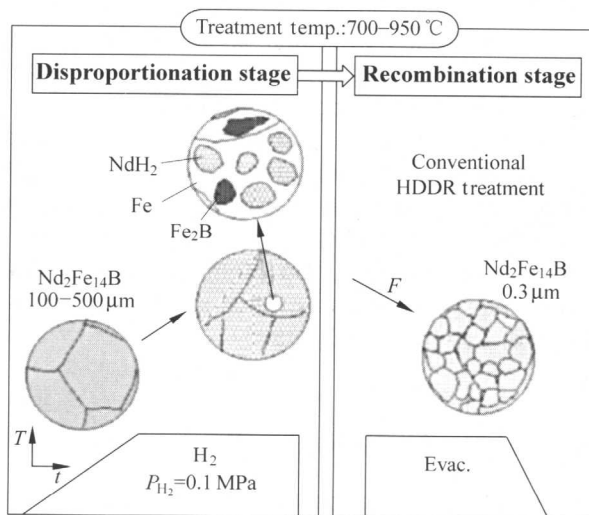 Treatment temp.:700–950 ℃
Disproportionation stage
Recombination stage
NdH₂
Fe
Fe₂B
Conventional
HDDR treatment
Nd₂Fe₁₄B
100−500 μm
F
Nd₂Fe₁₄B
0.3 μm
T
t
H₂
P_H₂=0.1 MPa
Evac.